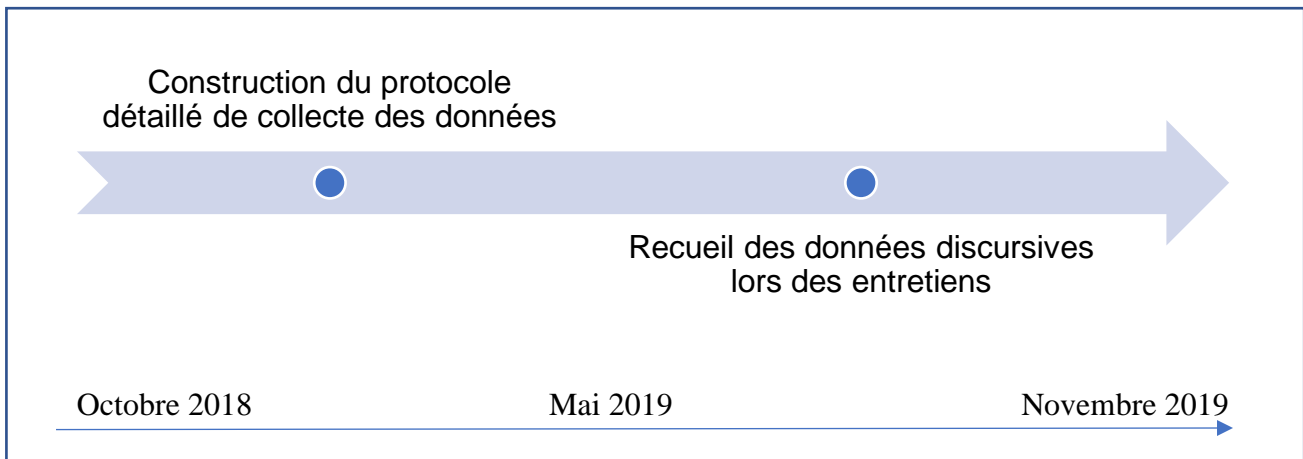 Construction du protocole
détaillé de collecte des données
Recueil des données discursives
lors des entretiens
Octobre 2018 Mai 2019 Novembre 2019